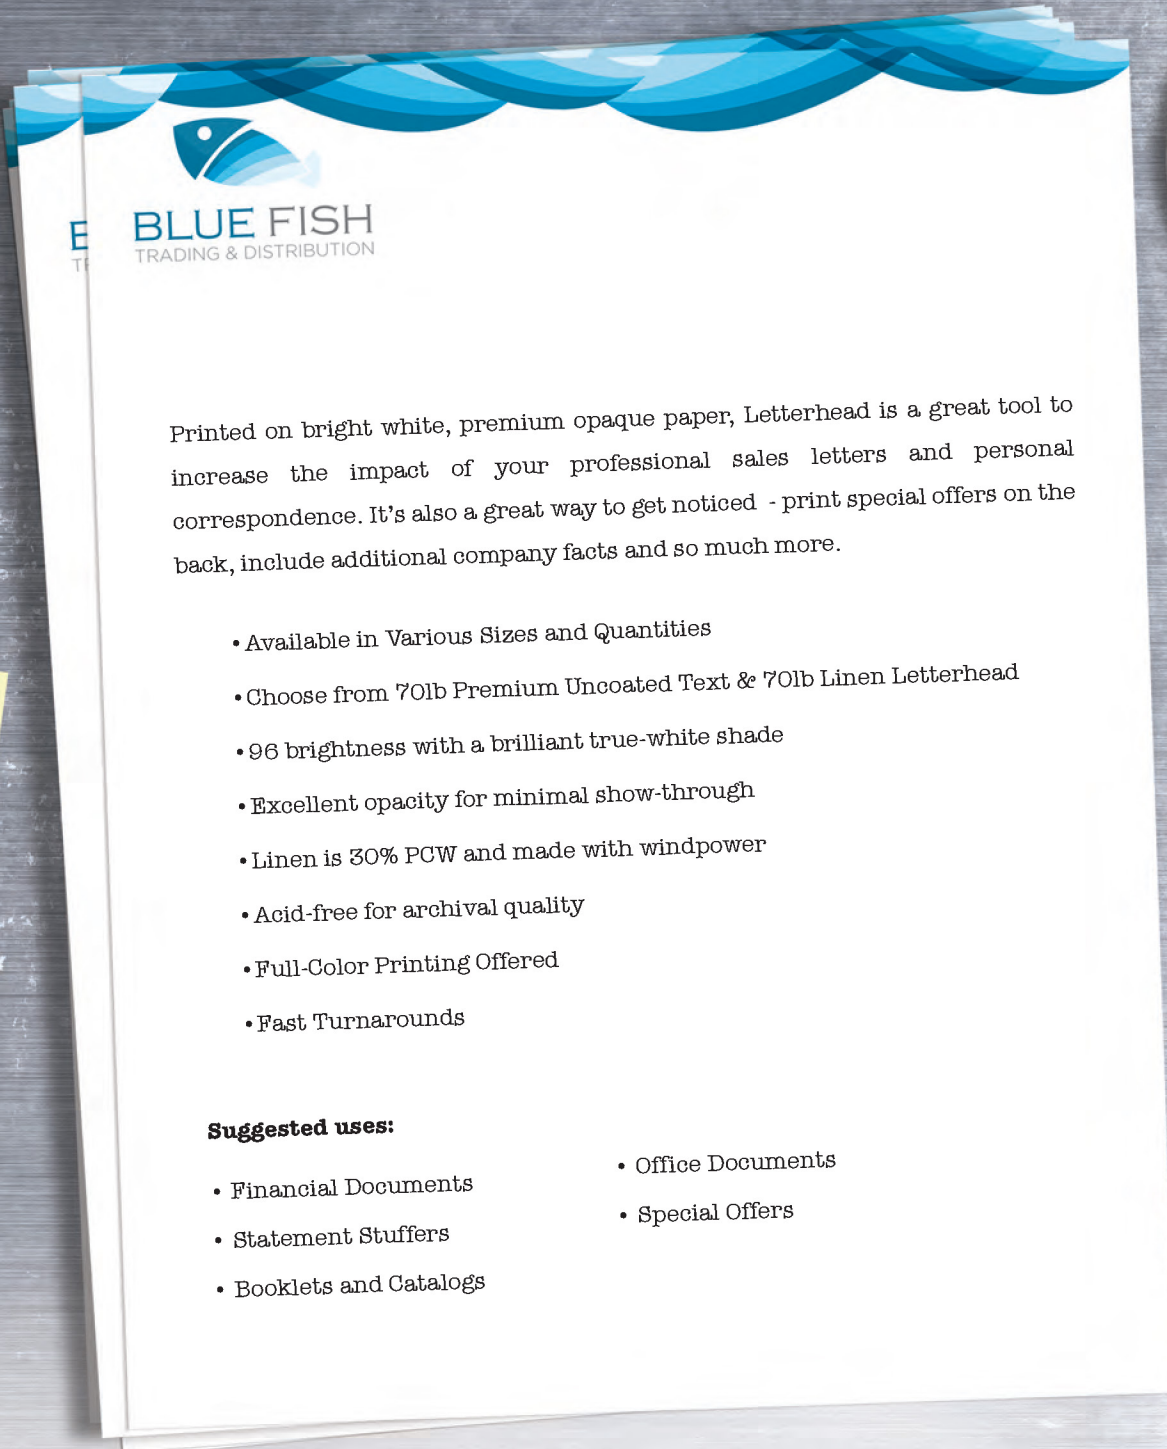 BLUE FISH
TRADING & DISTRIBUTION
Printed on bright white, premium opaque paper, Letterhead is a great tool to
increase the impact of your professional sales letters and personal
correspondence. It's also a great way to get noticed - print special offers on the
back, include additional company facts and so much more.
• Available in Various Sizes and Quantities
• Choose from 70lb Premium Uncoated Text & 70lb Linen Letterhead
• 96 brightness with a brilliant true-white shade
• Excellent opacity for minimal show-through
• Linen is 30% PCW and made with windpower
• Acid-free for archival quality
• Full-Color Printing Offered
• Fast Turnarounds
Suggested uses:
• Financial Documents
• Statement Stuffers
• Booklets and Catalogs
• Office Documents
• Special Offers